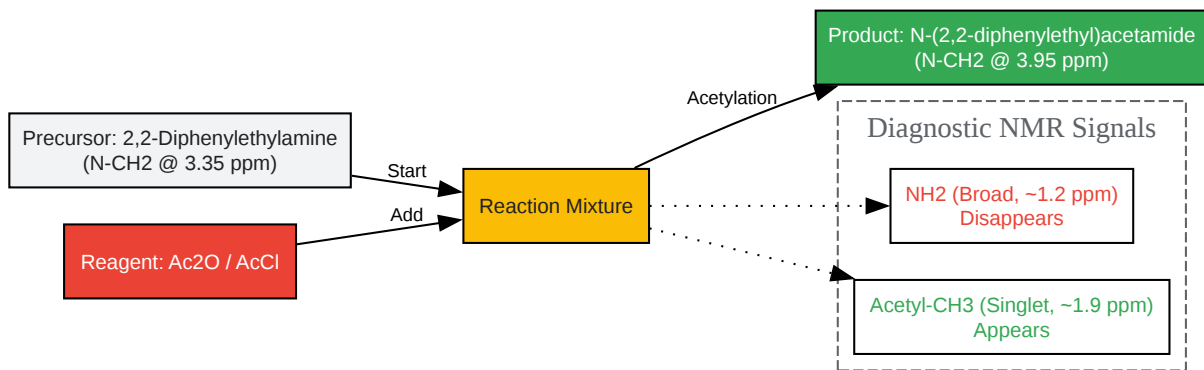 Product: N-(2,2-diphenylethyl)acetamide
(N-CH2 @ 3.95 ppm)
Acetylation
Diagnostic NMR Signals
Precursor: 2,2-Diphenylethylamine
(N-CH2 @ 3.35 ppm)
Start
Reaction Mixture
NH2 (Broad, ~1.2 ppm)
Disappears
Add
Reagent: Ac2O / AcCl
Acetyl-CH3 (Singlet, ~1.9 ppm)
Appears